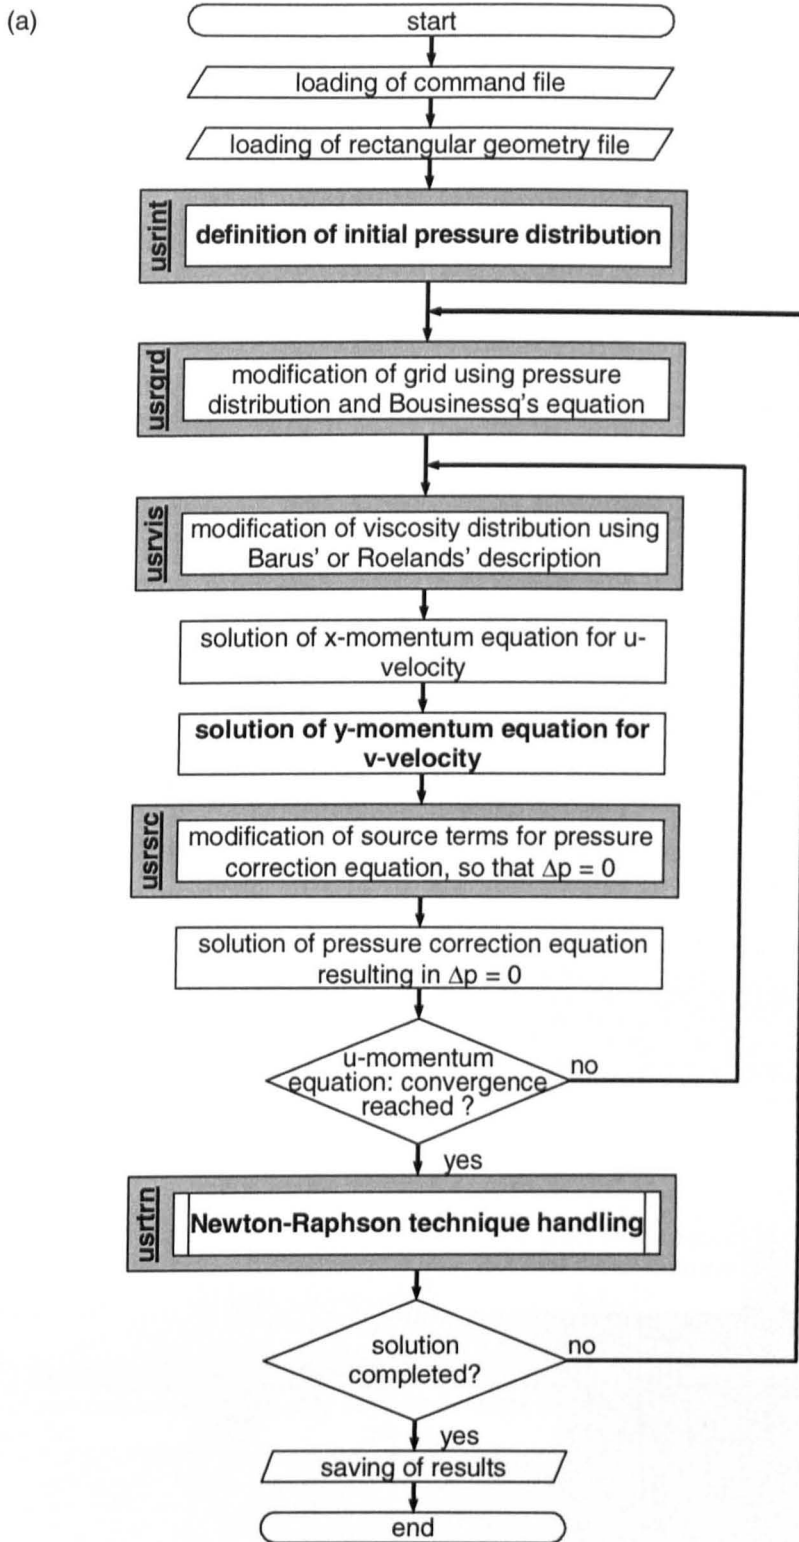 (a)
start
loading of command file
loading of rectangular geometry file
usrint
definition of initial pressure distribution
usrgrd
modification of grid using pressure
distribution and Bousinessq's equation
usrvis
modification of viscosity distribution using
Barus' or Roelands' description
solution of x-momentum equation for u-
velocity
solution of y-momentum equation for
v-velocity
usrsrc
modification of source terms for pressure
correction equation, so that Δp = 0
solution of pressure correction equation
resulting in Δp = 0
u-momentum
equation: convergence
reached ?
no
yes
usrtrn
Newton-Raphson technique handling
solution
completed?
no
yes
saving of results
end